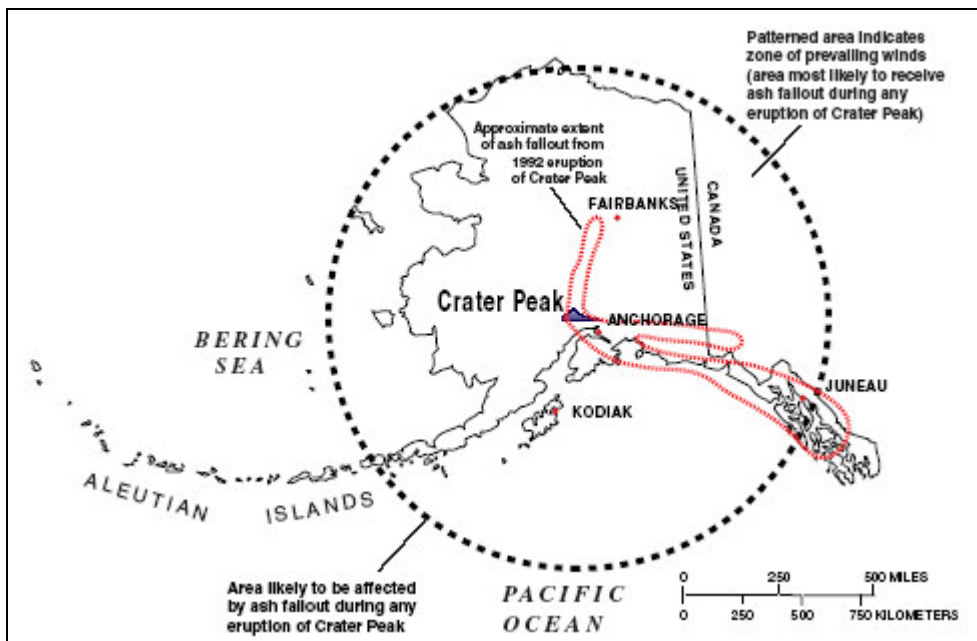 Patterned area indicates
zone of prevailing winds
(area most likely to receive
ash fallout during any
eruption of Crater Peak)
Approximate extent
of ash fallout from
1992 eruption
of Crater Peak
FAIRBANKS
CANADA
UNITED STATES
Crater Peak
ANCHORAGE
BERING
SEA
JUNEAU
KODIAK
ALEUTIAN ISLANDS
Area likely to be affected
by ash fallout during any
eruption of Crater Peak
PACIFIC
OCEAN
0 250 500 MILES
0 250 500 750 KILOMETERS